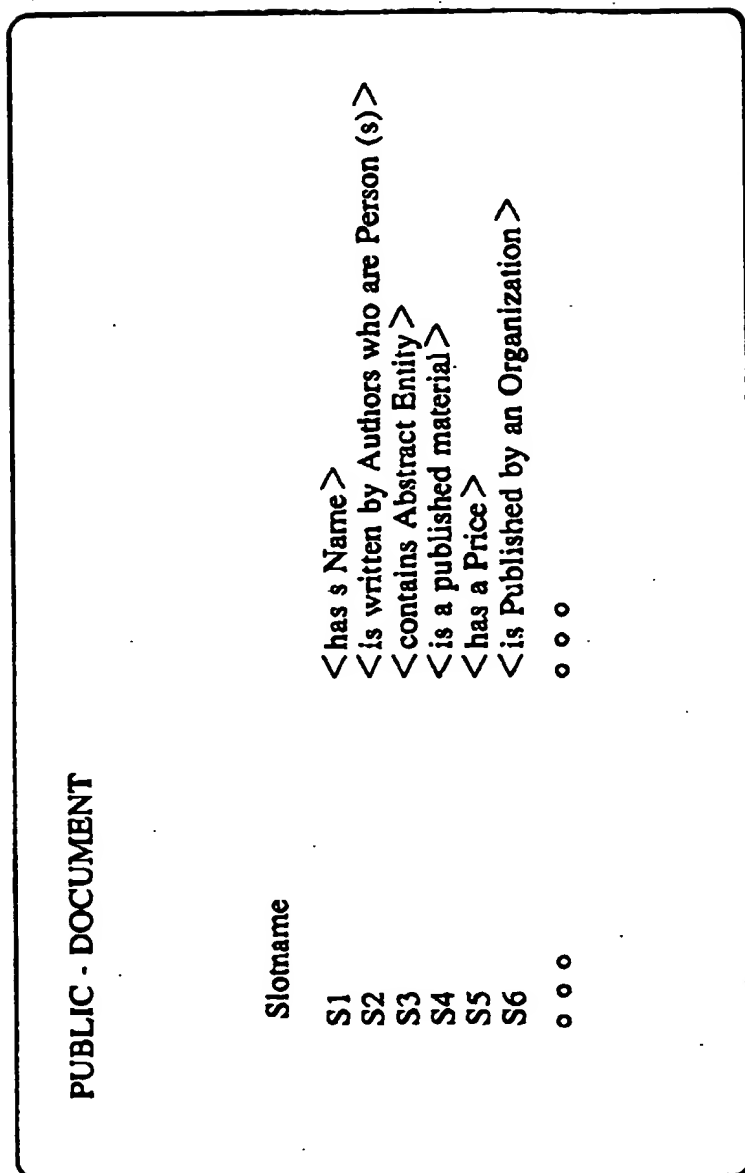 PUBLIC - DOCUMENT
Slotname
S1 <has s Name>
S2 <is written by Authors who are Person (s)>
S3 <contains Abstract Entity>
S4 <is a published material>
S5 <has a Price>
S6 <is Published by an Organization>
o o o o o o